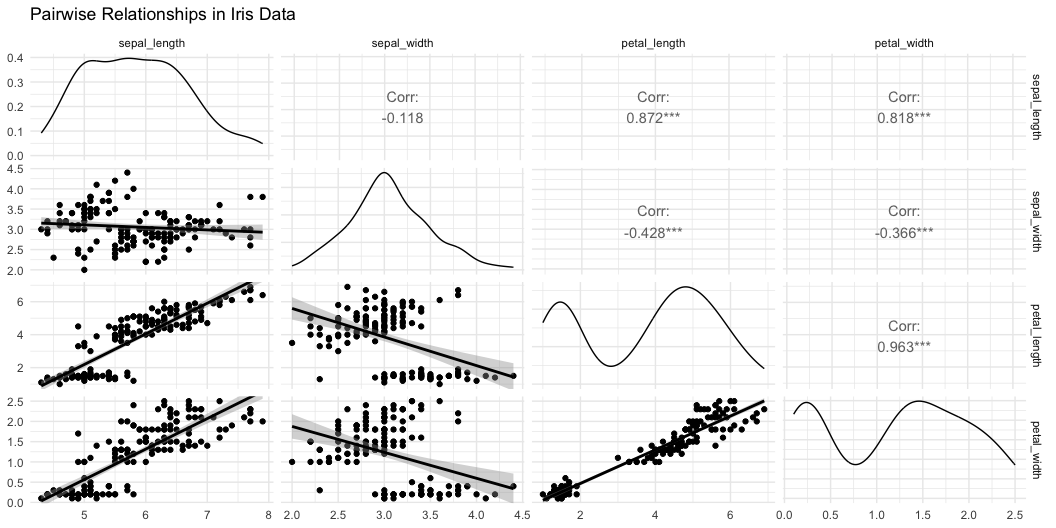 Pairwise Relationships in Iris Data
sepal_length sepal_width petal_length petal_width
0.4
0.3
0.2
0.1
0.0
Corr:
-0.118
Corr:
0.872***
Corr:
0.818***
sepal_length
4.5
4.0
3.5
3.0
2.5
2.0
Corr:
-0.428***
Corr:
-0.366***
sepal_width
6
4
2
Corr:
0.963***
petal_length
2.5
2.0
1.5
1.0
0.5
0.0
petal_width
5 6 7 8 2.0 2.5 3.0 3.5 4.0 4.5 2 4 6 0.0 0.5 1.0 1.5 2.0 2.5